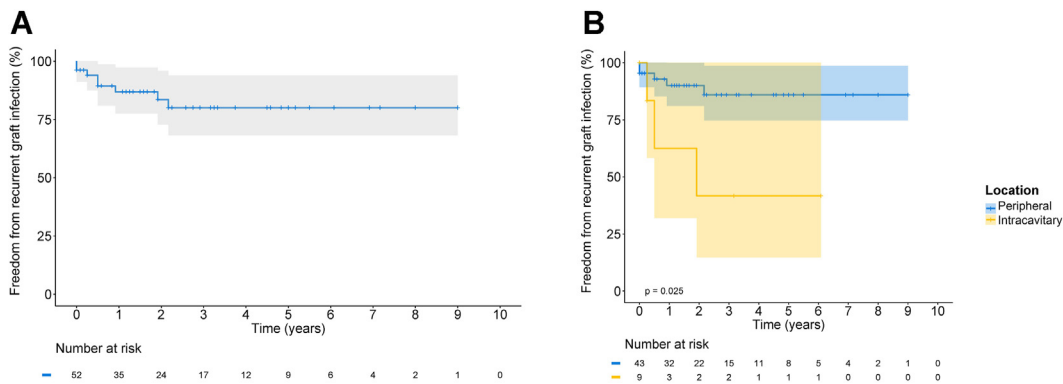 A
Freedom from recurrent graft infection (%)
100
75
50
25
0
0 1 2 3 4 5 6 7 8 9 10
Time (years)
Number at risk
52 35 24 17 12 9 6 4 2 1 0
B
Freedom from recurrent graft infection (%)
100
75
50
25
0
p = 0.025
0 1 2 3 4 5 6 7 8 9 10
Time (years)
Location
Peripheral
Intracavitary
Number at risk
43 32 22 15 11 8 5 4 2 1 0
9 3 2 2 1 1 1 0 0 0 0